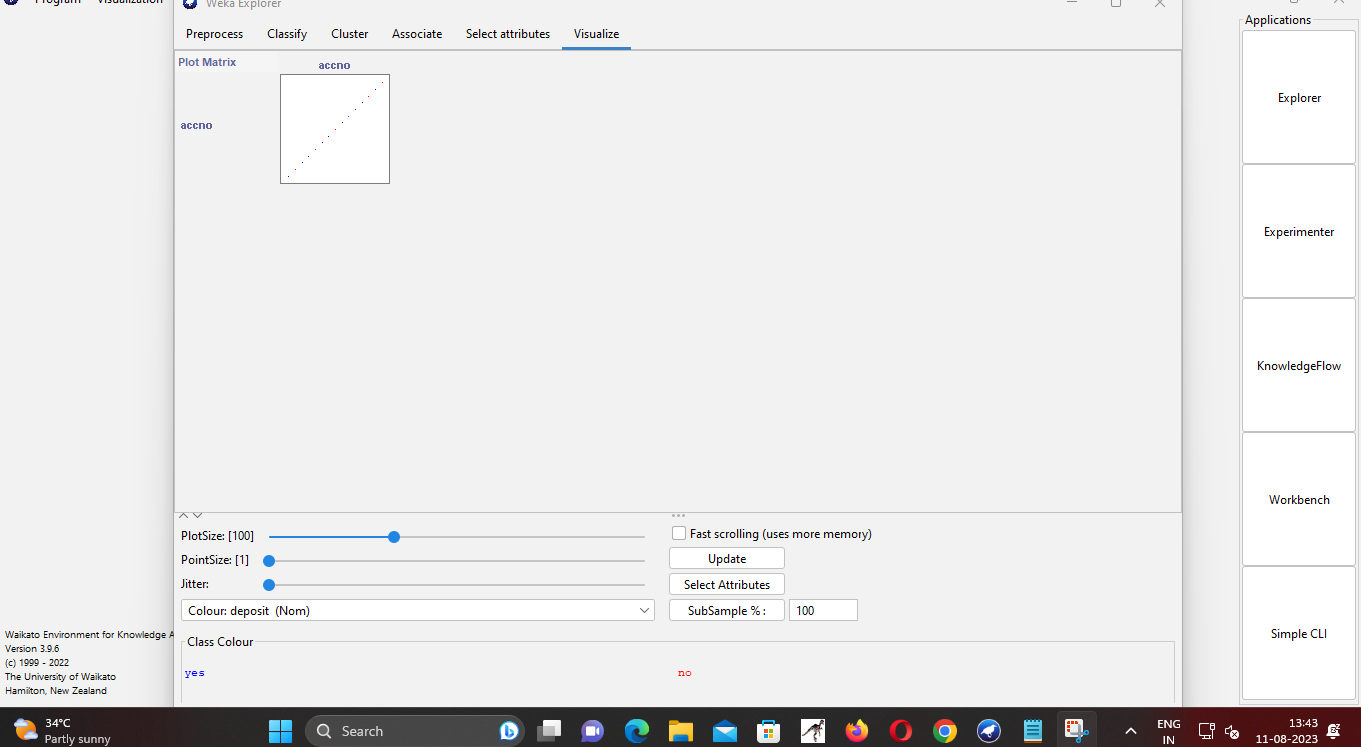 Program Visualization
Weka Explorer
Applications
Preprocess Classify Cluster Associate Select attributes Visualize
Plot Matrix
accno
accno
Explorer
Experimenter
KnowledgeFlow
Workbench
Simple CLI
PlotSize: [100]
Fast scrolling (uses more memory)
PointSize: [1]
Update
Jitter:
Select Attributes
Colour: deposit (Nom)
SubSample % :
100
Class Colour
yes
no
Waikato Environment for Knowledge A
Version 3.9.6
(c) 1999 - 2022
The University of Waikato
Hamilton, New Zealand
34°C
Partly sunny
Search
ENG
IN
13:43
11-08-2023